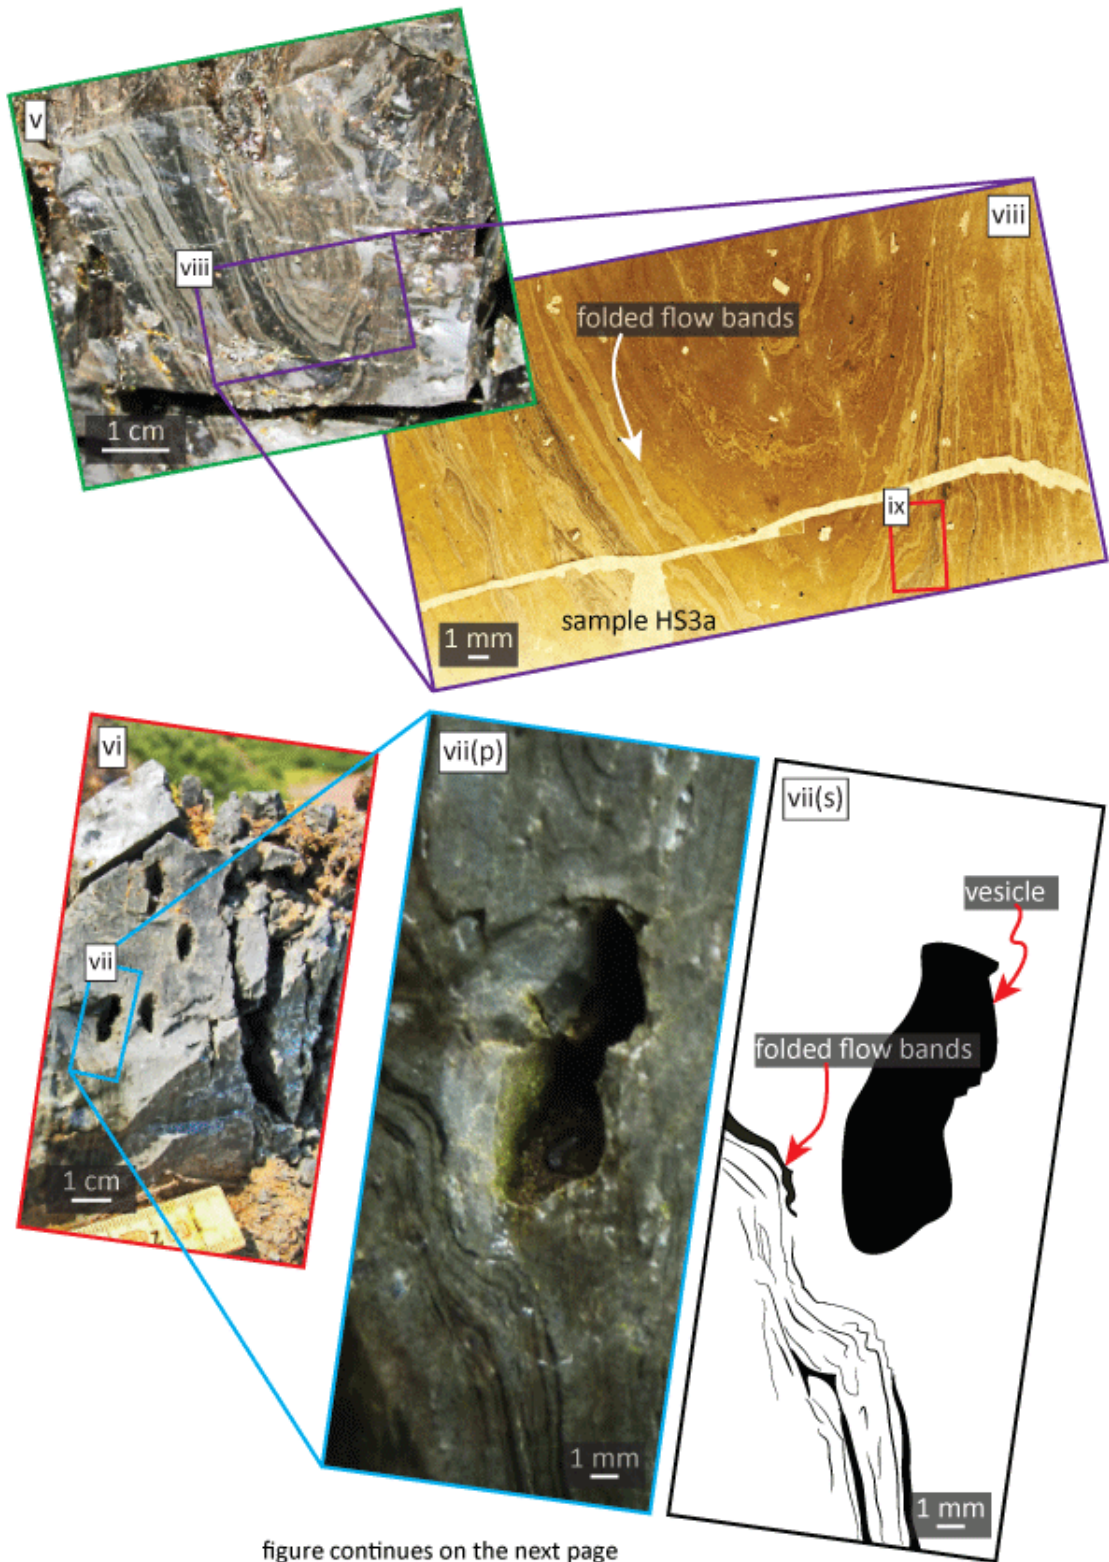 v
viii
1 cm
viii
folded flow bands
ix
sample HS3a
1 mm
vi
vii
1 cm
vii(p)
1 mm
vii(s)
vesicle
folded flow bands
1 mm
figure continues on the next page